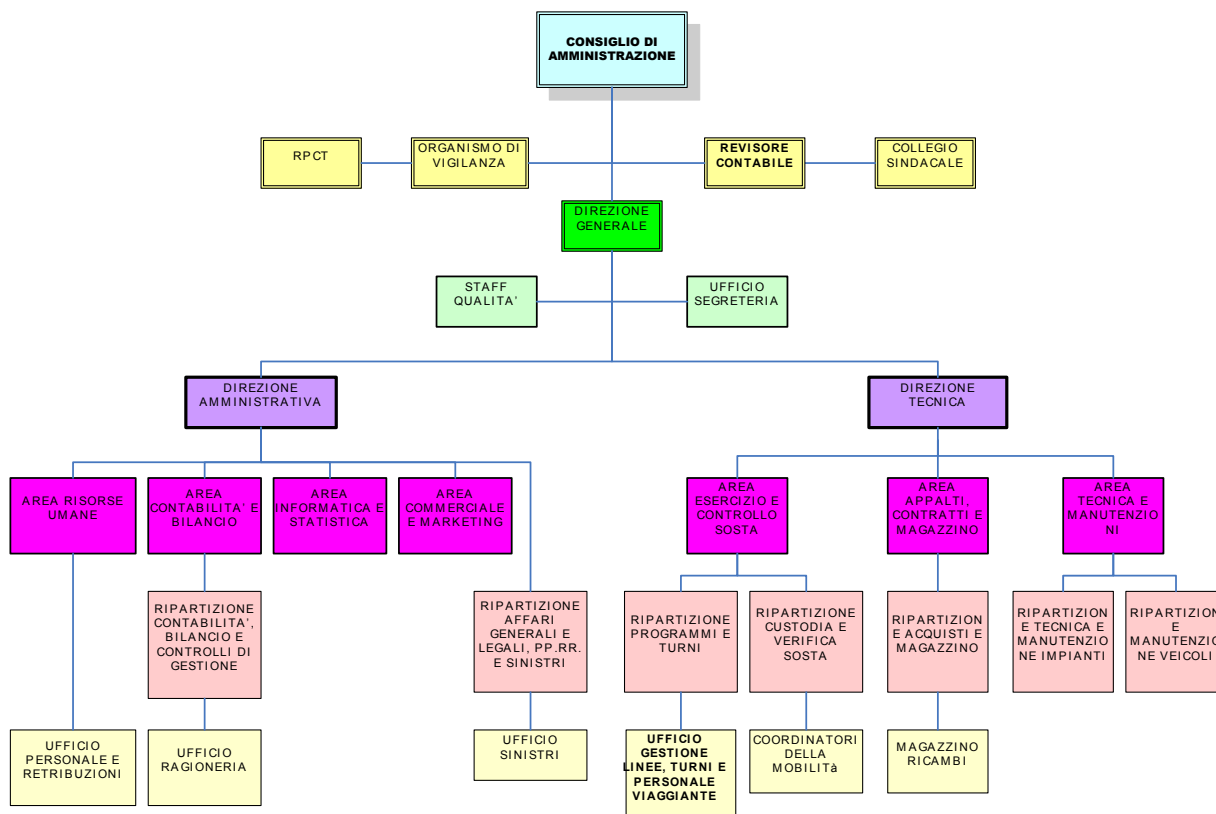 CONSIGLIO DI
AMMINISTRAZIONE
RPCT
ORGANISMO DI
VIGILANZA
REVISORE
CONTABILE
COLLEGIO
SINDACALE
DIREZIONE
GENERALE
STAFF
QUALITA'
UFFICIO
SEGRETERIA
DIREZIONE
AMMINISTRATIVA
DIREZIONE
TECNICA
AREA RISORSE
UMANE
AREA
CONTABILITA' E
BILANCIO
AREA
INFORMATICA E
STATISTICA
AREA
COMMERCIALE
E MARKETING
AREA
ESERCIZIO E
CONTROLLO
SOSTA
AREA
APPALTI,
CONTRATTI E
MAGAZZINO
AREA
TECNICA E
MANUTENZIO
NI
RIPARTIZIONE
CONTABILITA',
BILANCIO E
CONTROLLI DI
GESTIONE
RIPARTIZIONE
AFFARI
GENERALI E
LEGALI, PP.RR.
E SINISTRI
RIPARTIZIONE
PROGRAMMI E
TURNI
RIPARTIZIONE
CUSTODIA E
VERIFICA
SOSTA
RIPARTIZION
E ACQUISTI E
MAGAZZINO
RIPARTIZION
E TECNICA E
MANUTENZIO
NE IMPIANTI
RIPARTIZION
E
MANUTENZIO
NE VEICOLI
UFFICIO
PERSONALE E
RETRIBUZIONI
UFFICIO
RAGIONERIA
UFFICIO
SINISTRI
UFFICIO
GESTIONE
LINEE, TURNI E
PERSONALE
VIAGGIANTE
COORDINATORI
DELLA
MOBILITà
MAGAZZINO
RICAMBI